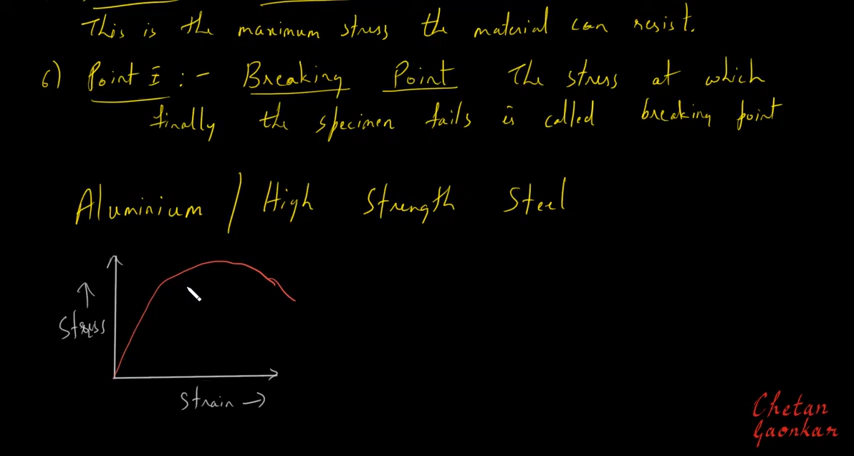 This is the maximum stress the material can resist.
6) Point E :- Breaking Point The stress at which
finally the specimen fails is called breaking point
Aluminium / High Strength Steel
Stress
Strain →
Chetan
Gaonkar